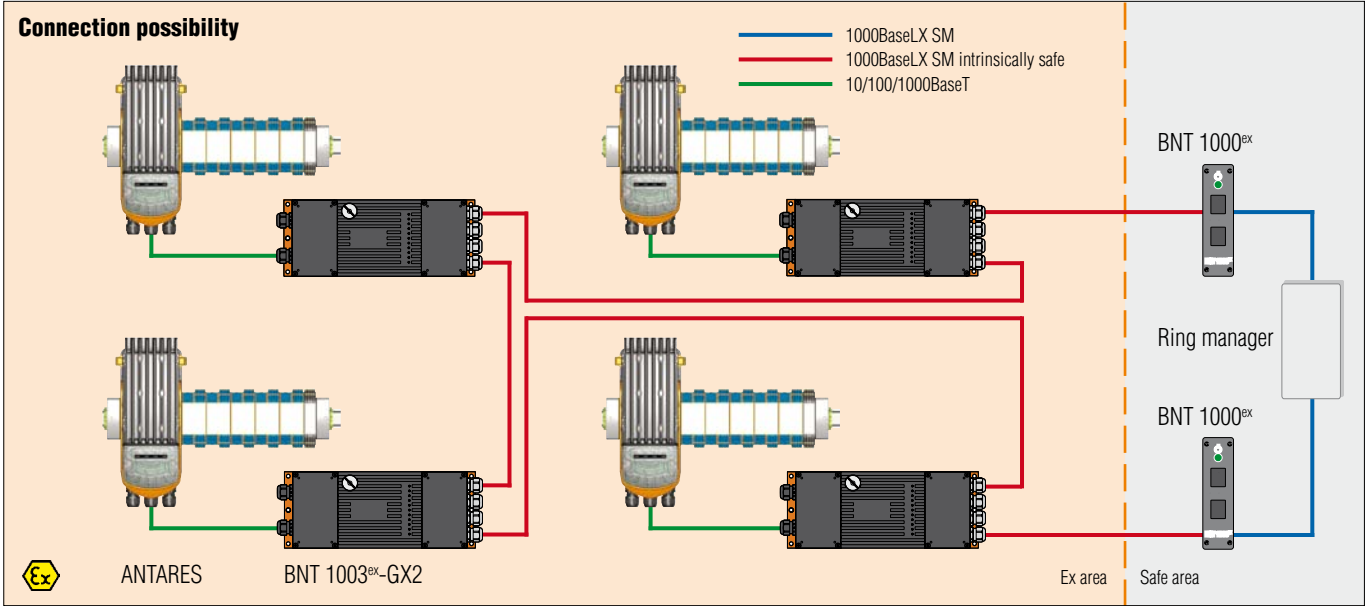 Connection possibility
1000BaseLX SM
1000BaseLX SM intrinsically safe
10/100/1000BaseT
BNT 1000ex
Ring manager
BNT 1000ex
Ex
ANTARES
BNT 1003ex-GX2
Ex area
Safe area